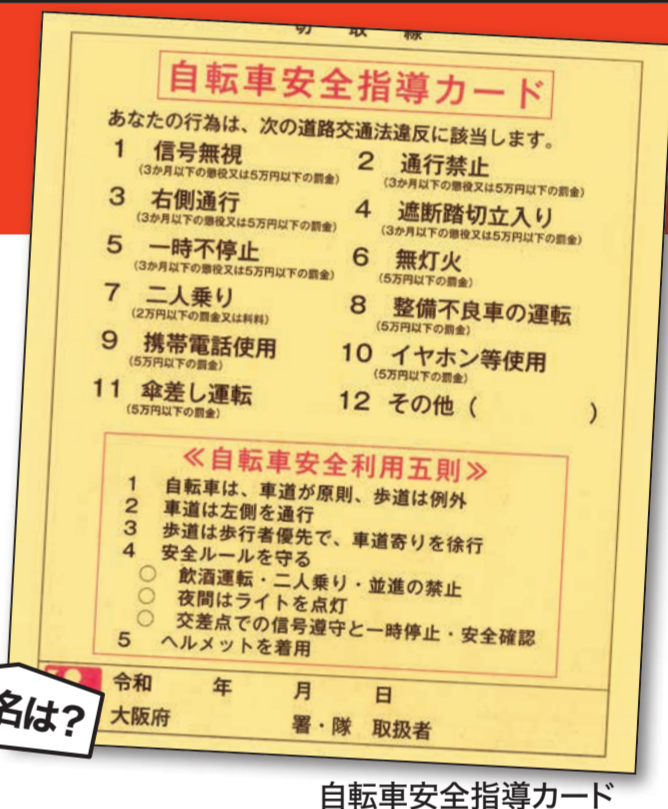 切取線
自転車安全指導カード
あなたの行為は、次の道路交通法違反に該当します。
1 信号無視
(3か月以下の懲役又は5万円以下の罰金)
2 通行禁止
(3か月以下の懲役又は5万円以下の罰金)
3 右側通行
(3か月以下の懲役又は5万円以下の罰金)
4 遮断踏切立入り
(3か月以下の懲役又は5万円以下の罰金)
5 一時不停止
(3か月以下の懲役又は5万円以下の罰金)
6 無灯火
(5万円以下の罰金)
7 二人乗り
(2万円以下の罰金又は科料)
8 整備不良車の運転
(5万円以下の罰金)
9 携帯電話使用
(5万円以下の罰金)
10 イヤホン等使用
(5万円以下の罰金)
11 傘差し運転
(5万円以下の罰金)
12 その他( )
≪自転車安全利用五則≫
1 自転車は、車道が原則、歩道は例外
2 車道は左側を通行
3 歩道は歩行者優先で、車道寄りを徐行
4 安全ルールを守る
○ 飲酒運転・二人乗り・並進の禁止
○ 夜間はライトを点灯
○ 交差点での信号遵守と一時停止・安全確認
5 ヘルメットを着用
令和 年 月 日
大阪府 署・隊 取扱者
名は?
自転車安全指導カード